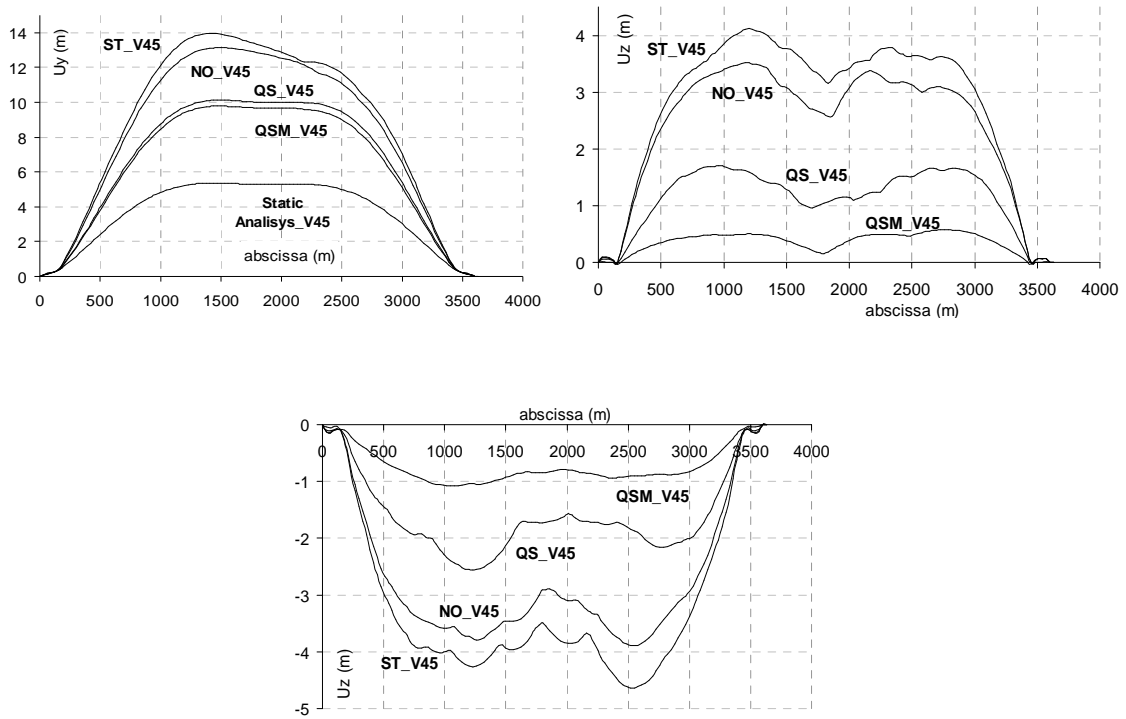 Uy (m)
14
12
10
8
6
4
2
0
ST_V45
NO_V45
QS_V45
QSM_V45
Static
Analisys_V45
abscissa (m)
0 500 1000 1500 2000 2500 3000 3500 4000
Uz (m)
4
3
2
1
0
ST_V45
NO_V45
QS_V45
QSM_V45
0 500 1000 1500 2000 2500 3000 3500 4000
abscissa (m)
abscissa (m)
0
-1
-2
-3
-4
-5
0 500 1000 1500 2000 2500 3000 3500 4000
QSM_V45
QS_V45
NO_V45
ST_V45
Uz (m)